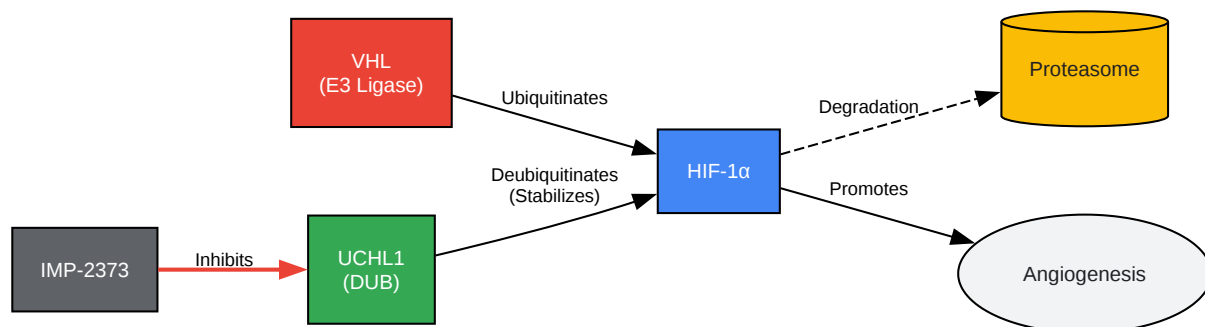 VHL
(E3 Ligase)
Ubiquitinates
Proteasome
Degradation
HIF-1α
Deubiquitinates
(Stabilizes)
Promotes
IMP-2373
Inhibits
UCHL1
(DUB)
Angiogenesis